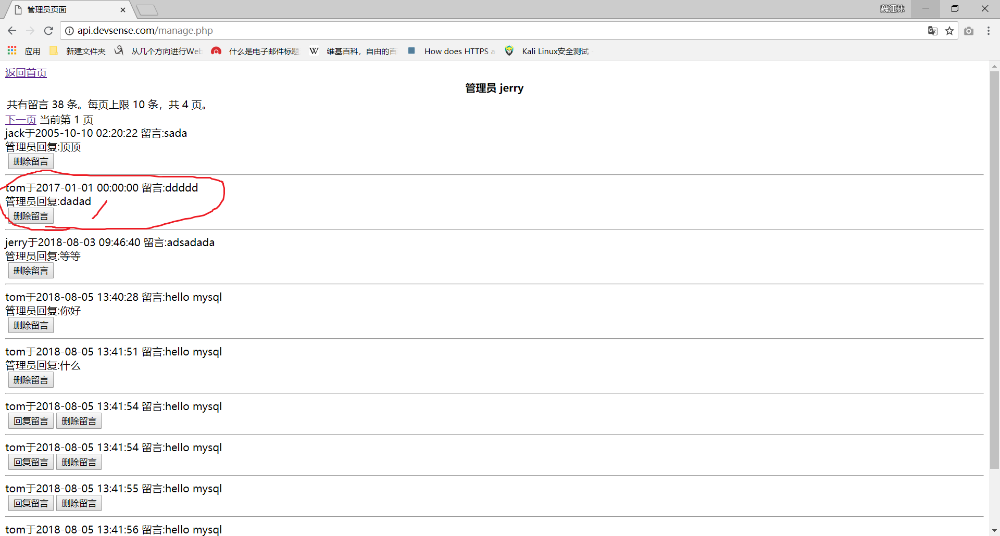 管理员页面
魏江林
api.devsense.com/manage.php
应用 新建文件夹 从几个方向进行Web 什么是电子邮件标题 W 维基百科，自由的百 How does HTTPS a Kali Linux安全测试
返回首页
管理员 jerry
共有留言 38 条。每页上限 10 条，共 4 页。
下一页 当前第 1 页
jack于2005-10-10 02:20:22 留言:sada
管理员回复:顶顶
删除留言
tom于2017-01-01 00:00:00 留言:ddddd
管理员回复:dadad
删除留言
jerry于2018-08-03 09:46:40 留言:adsadada
管理员回复:等等
删除留言
tom于2018-08-05 13:40:28 留言:hello mysql
管理员回复:你好
删除留言
tom于2018-08-05 13:41:51 留言:hello mysql
管理员回复:什么
删除留言
tom于2018-08-05 13:41:54 留言:hello mysql
回复留言 删除留言
tom于2018-08-05 13:41:54 留言:hello mysql
回复留言 删除留言
tom于2018-08-05 13:41:55 留言:hello mysql
回复留言 删除留言
tom于2018-08-05 13:41:56 留言:hello mysql